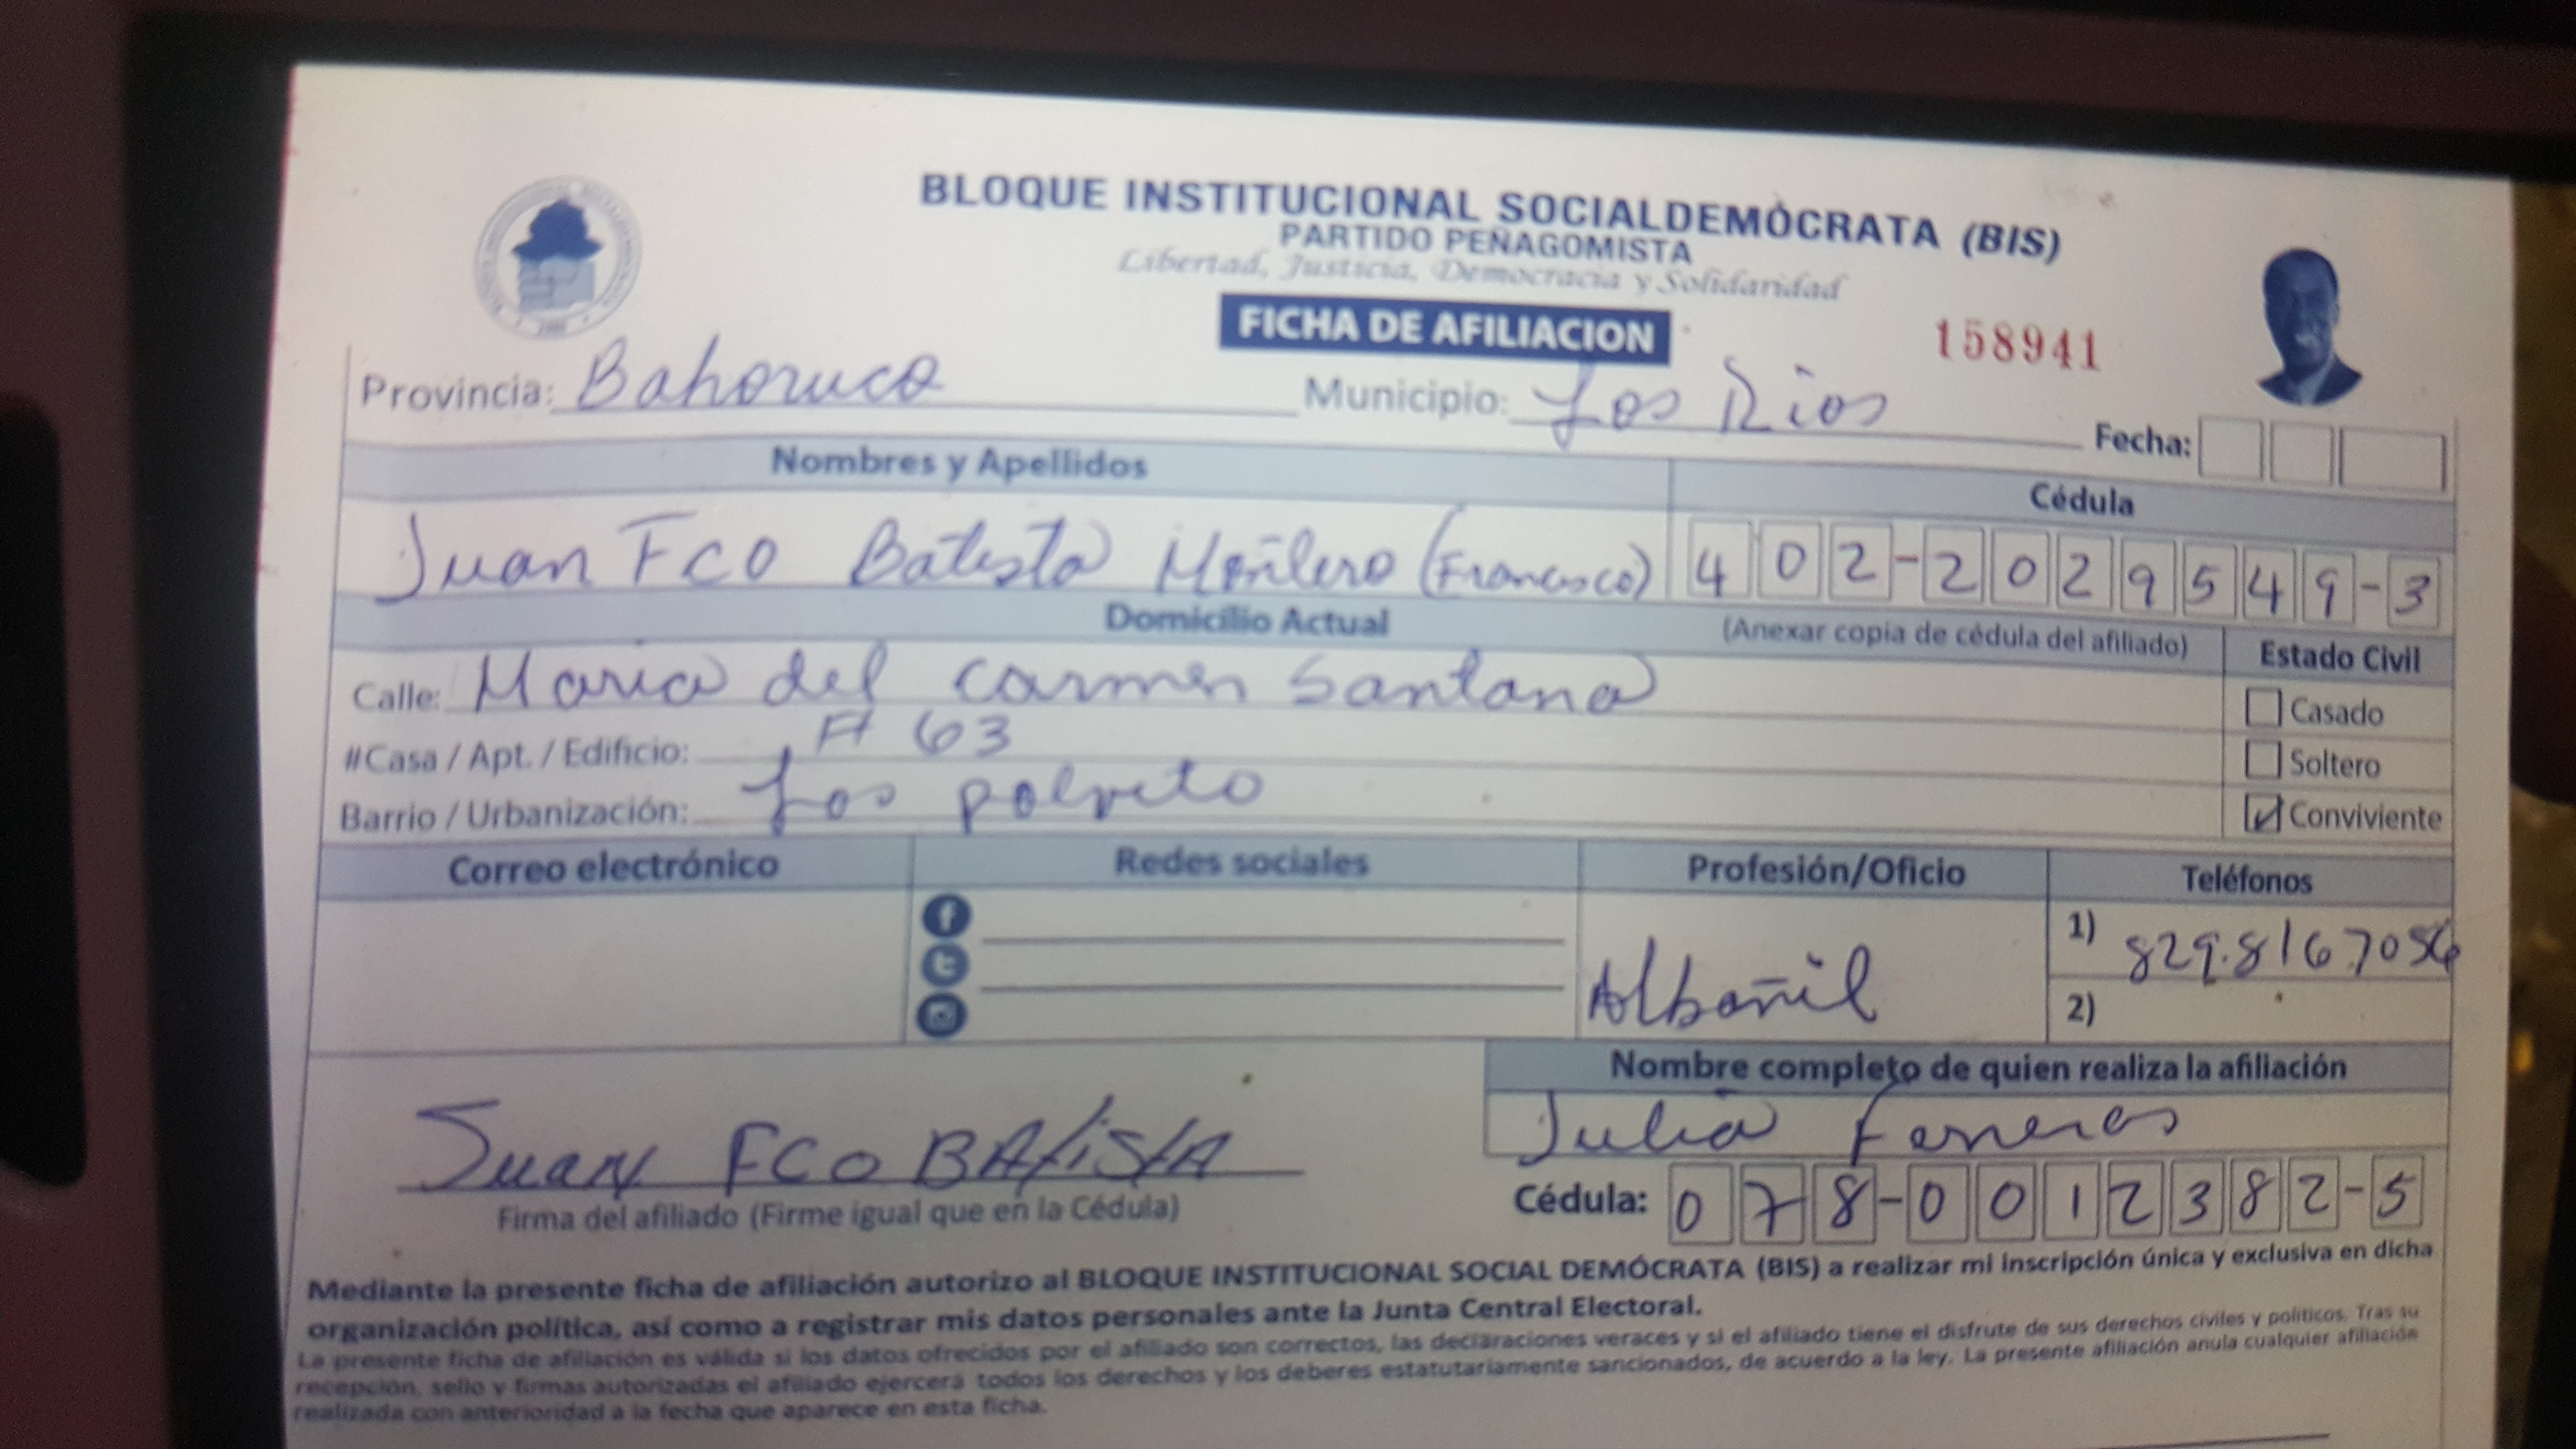 BLOQUE INSTITUCIONAL SOCIALDEMÓCRATA (BIS)
PARTIDO PEÑAGOMISTA
Libertad, Justicia, Democracia y Solidaridad
FICHA DE AFILIACION
158941
Provincia: Bahoruco Municipio: Los Rios
Fecha:
Nombres y Apellidos Cédula
Juan Fco Batista (Francisco) 402-2029549-3
Domicilio Actual (Anexar copia de cédula del afiliado) Estado Civil
Calle: Maria del Carmen Santana
Casado
#Casa / Apt. / Edificio: # 63
Soltero
Barrio / Urbanización: Los polvito
Conviviente
Correo electrónico Redes sociales Profesión/Oficio Teléfonos
1) 829.816.7056
Albañil
2)
Nombre completo de quien realiza la afiliación
Julia Ferreras
Juan FCO BAtistA
Firma del afiliado (Firme igual que en la Cédula)
Cédula: 078-0012382-5
Mediante la presente ficha de afiliación autorizo al BLOQUE INSTITUCIONAL SOCIAL DEMÓCRATA (BIS) a realizar mi inscripción única y exclusiva en dicha
organización política, así como a registrar mis datos personales ante la Junta Central Electoral.
La presente ficha de afiliación es válida si los datos ofrecidos por el afiliado son correctos, las declaraciones veraces y si el afiliado tiene el disfrute de sus derechos civiles y políticos. Tras su
recepción, sello y firmas autorizadas el afiliado ejercerá todos los derechos y los deberes estatutariamente sancionados, de acuerdo a la ley. La presente afiliación anula cualquier afiliación
realizada con anterioridad a la fecha que aparece en esta ficha.